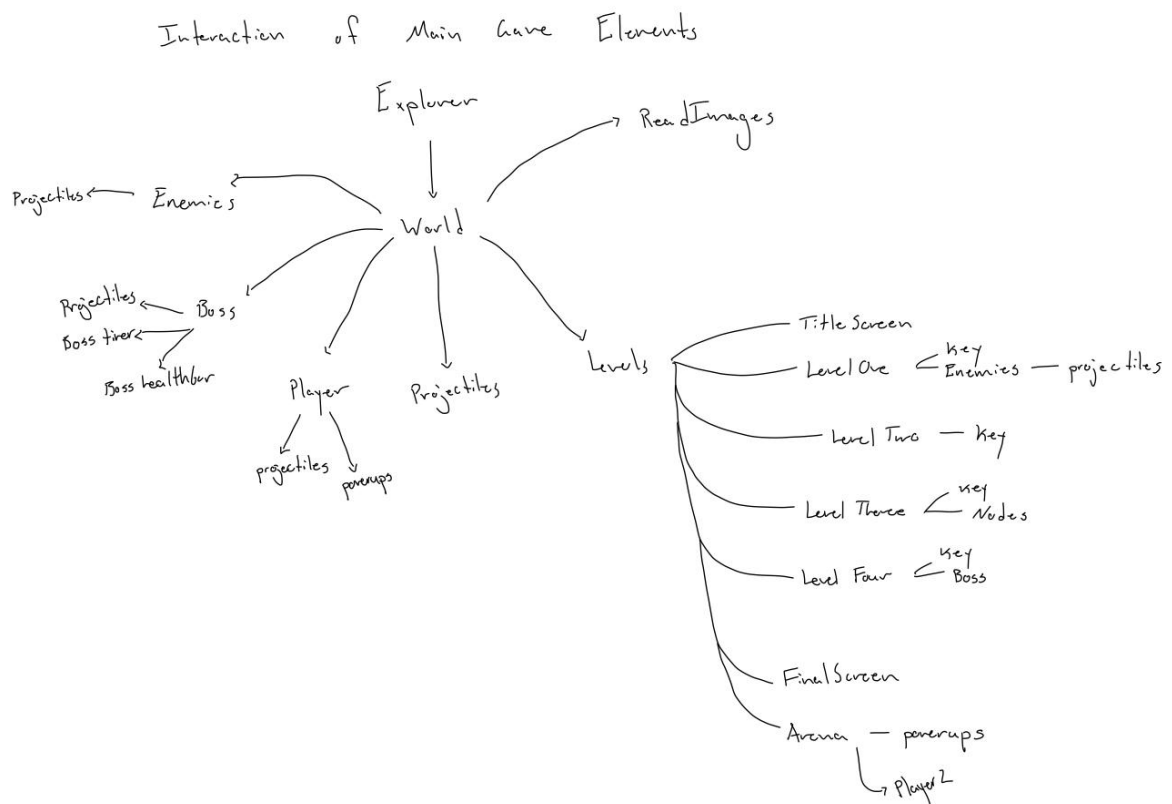 Interaction of Main Game Elements
Explorer
ReadImages
Projectiles
Enemies
World
Projectiles
Boss
Boss timer
Boss healthbar
Player
Projectiles
projectiles
powerups
Levels
TitleScreen
Level One
Key
Enemies
projectiles
Level Two
Key
Level Three
Key
Nodes
Level Four
Key
Boss
FinalScreen
Arena
powerups
Player2